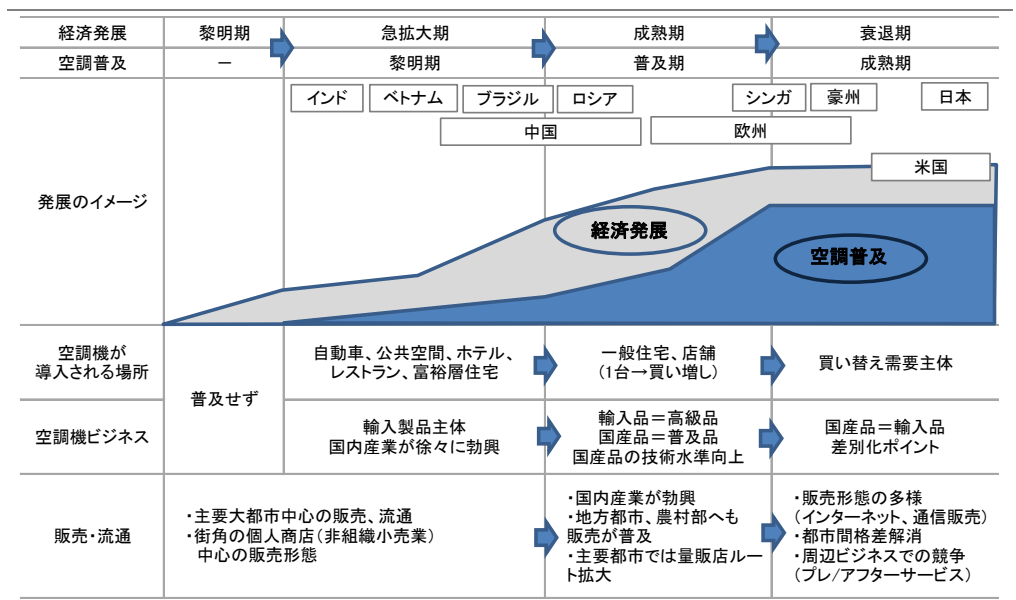 経済発展
黎明期
急拡大期
成熟期
衰退期
空調普及
－
黎明期
普及期
成熟期
発展のイメージ
インド
ベトナム
ブラジル
ロシア
シンガ
豪州
日本
中国
欧州
米国
経済発展
空調普及
空調機が
導入される場所
普及せず
自動車、公共空間、ホテル、
レストラン、富裕層住宅
一般住宅、店舗
(1台→買い増し)
買い替え需要主体
空調機ビジネス
輸入製品主体
国内産業が徐々に勃興
輸入品＝高級品
国産品＝普及品
国産品の技術水準向上
国産品＝輸入品
差別化ポイント
販売・流通
・主要大都市中心の販売、流通
・街角の個人商店(非組織小売業)
中心の販売形態
・国内産業が勃興
・地方都市、農村部へも
販売が普及
・主要都市では量販店ルー
ト拡大
・販売形態の多様
(インターネット、通信販売)
・都市間格差解消
・周辺ビジネスでの競争
(プレ/アフターサービス)